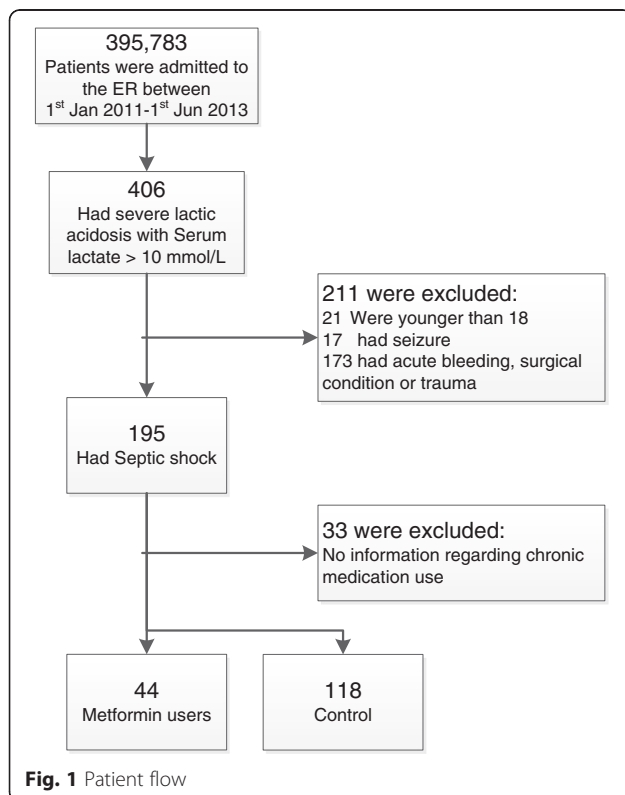 395,783
Patients were admitted to
the ER between
1st Jan 2011-1st Jun 2013
406
Had severe lactic
acidosis with Serum
lactate > 10 mmol/L
211 were excluded:
21 Were younger than 18
17 had seizure
173 had acute bleeding, surgical
condition or trauma
195
Had Septic shock
33 were excluded:
No information regarding chronic
medication use
44
Metformin users
118
Control
Fig. 1 Patient flow